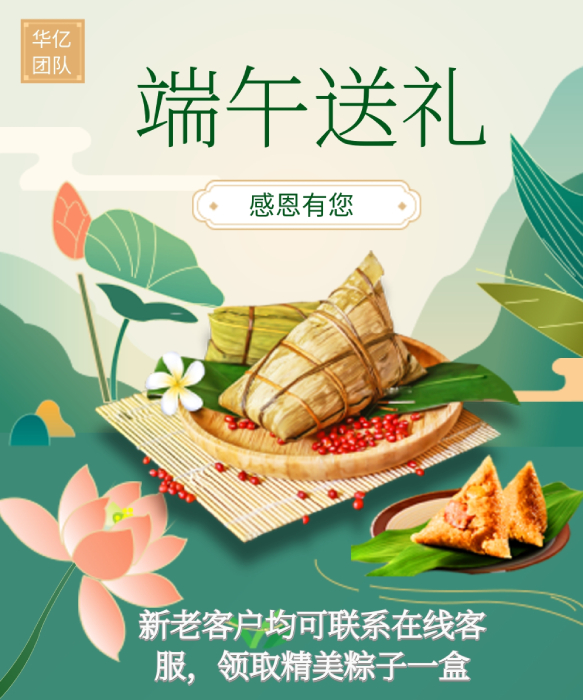 华亿
团队
端午送礼
感恩有您
新老客户均可联系在线客
服，领取精美粽子一盒